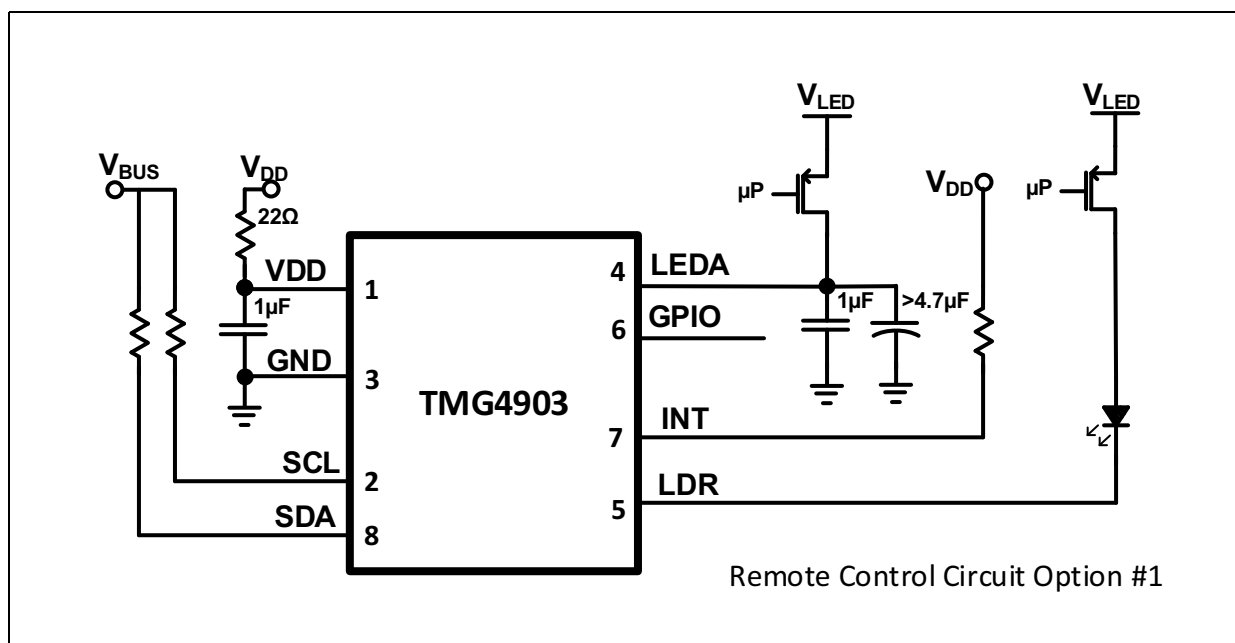 VLED
VLED
VBUS
VDD
22Ω
µP
VDD
µP
VDD
1
4
LEDA
1µF
>4.7µF
1µF
6
GPIO
GND
3
TMG4903
7
INT
SCL
2
5
LDR
SDA
8
Remote Control Circuit Option #1